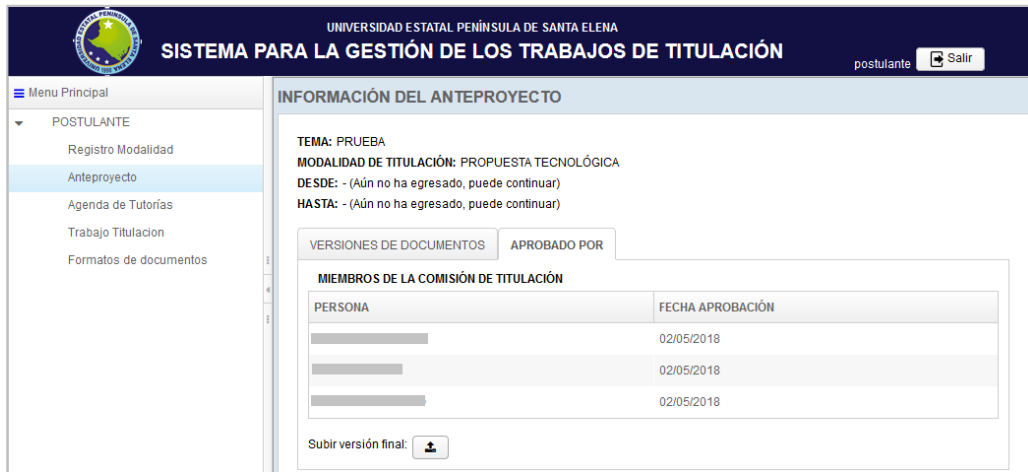 UNIVERSIDAD ESTATAL PENÍNSULA DE SANTA ELENA
SISTEMA PARA LA GESTIÓN DE LOS TRABAJOS DE TITULACIÓN
postulante Salir
Menu Principal
POSTULANTE
Registro Modalidad
Anteproyecto
Agenda de Tutorías
Trabajo Titulacion
Formatos de documentos
INFORMACIÓN DEL ANTEPROYECTO
TEMA: PRUEBA
MODALIDAD DE TITULACIÓN: PROPUESTA TECNOLÓGICA
DESDE: - (Aún no ha egresado, puede continuar)
HASTA: - (Aún no ha egresado, puede continuar)
VERSIONES DE DOCUMENTOS APROBADO POR
MIEMBROS DE LA COMISIÓN DE TITULACIÓN
PERSONA FECHA APROBACIÓN
02/05/2018
02/05/2018
02/05/2018
Subir versión final: